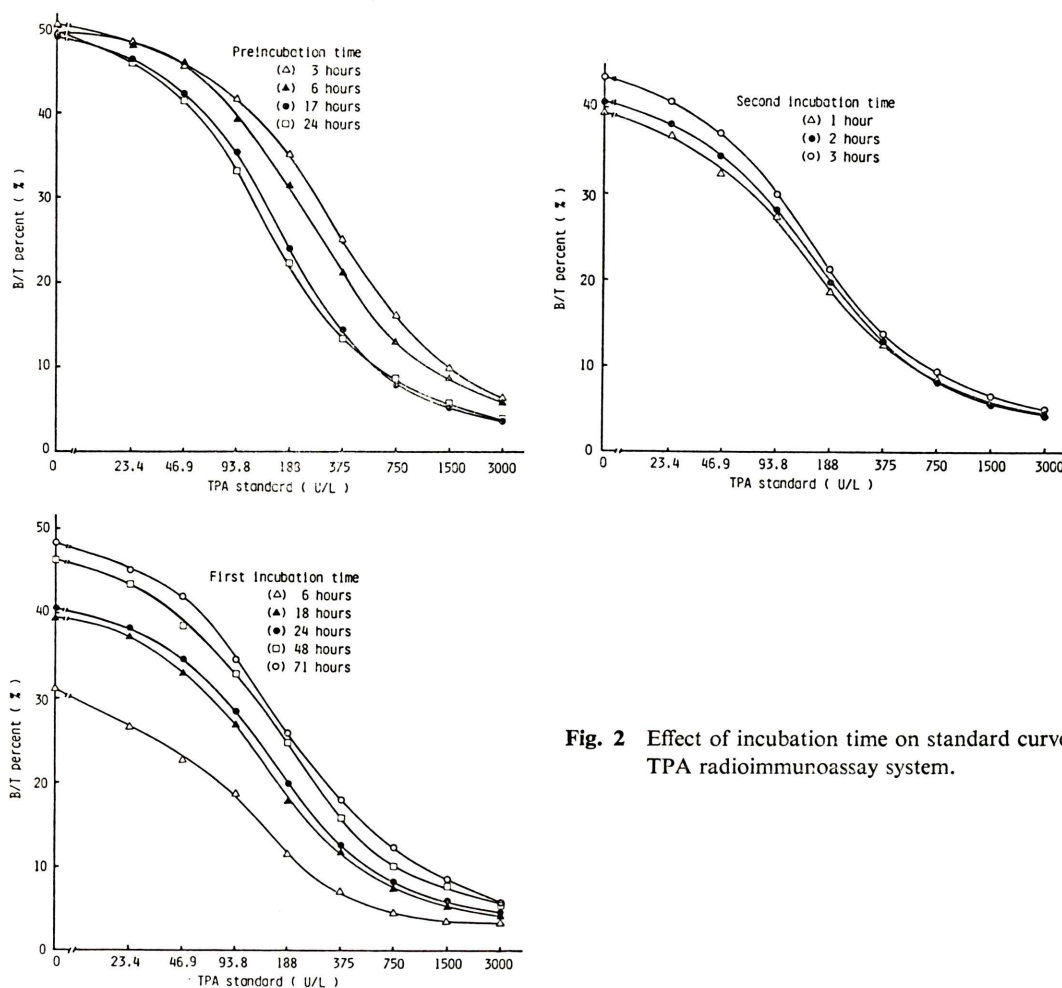 50
40
30
20
10
0
B/T percent ( % )
Preincubation time
(△) 3 hours
(▲) 6 hours
(●) 17 hours
(□) 24 hours
0 23.4 46.9 93.8 183 375 750 1500 3000
TPA standard ( U/L )
40
30
20
10
0
B/T percent ( % )
Second incubation time
(△) 1 hour
(●) 2 hours
(○) 3 hours
0 23.4 46.9 93.8 188 375 750 1500 3000
TPA standard ( U/L )
50
40
30
20
10
0
B/T percent ( % )
First incubation time
(△) 6 hours
(▲) 18 hours
(●) 24 hours
(□) 48 hours
(○) 71 hours
0 23.4 46.9 93.8 188 375 750 1500 3000
TPA standard ( U/L )
Fig. 2 Effect of incubation time on standard curve
TPA radioimmunoassay system.